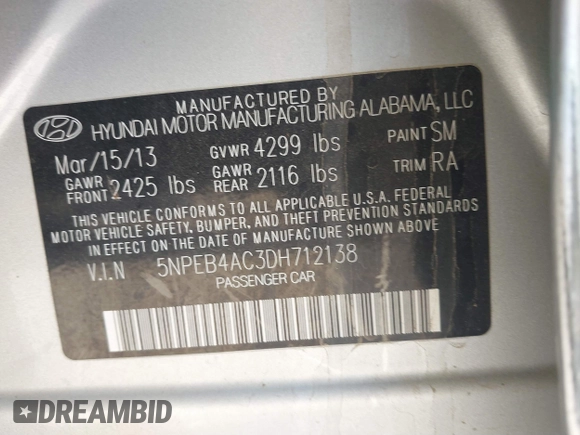 MANUFACTURED BY
HYUNDAI MOTOR MANUFACTURING ALABAMA, LLC
Mar/15/13 GVWR 4299 lbs PAINT SM
GAWR FRONT 2425 lbs GAWR REAR 2116 lbs TRIM RA
THIS VEHICLE CONFORMS TO ALL APPLICABLE U.S.A. FEDERAL
MOTOR VEHICLE SAFETY, BUMPER, AND THEFT PREVENTION STANDARDS
IN EFFECT ON THE DATE OF MANUFACTURE SHOWN ABOVE.
V.I.N 5NPEB4AC3DH712138
PASSENGER CAR
DREAMBID